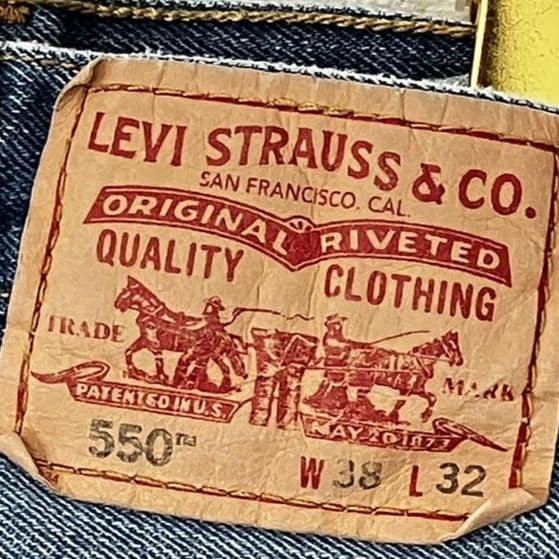 LEVI STRAUSS & CO.
SAN FRANCISCO. CAL.
ORIGINAL RIVETED
QUALITY CLOTHING
TRADE MARK
PATENTED IN U.S. MAY 20 1873
550™
W 38 L 32